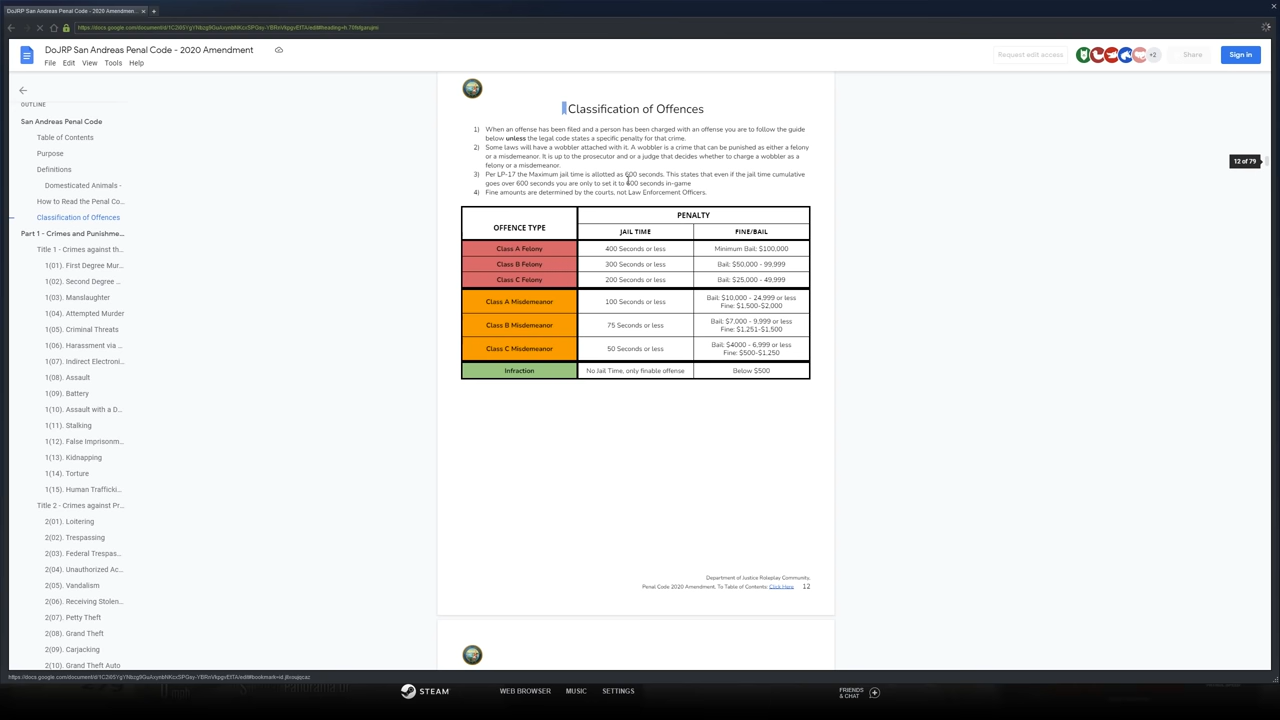 DoJRP San Andreas Penal Code - 2020 Amendment
DoJRP San Andreas Penal Code - 2020 Amendment
File Edit View Tools Help
Request edit access
+2
Share
Sign in
OUTLINE
San Andreas Penal Code
Table of Contents
Purpose
Definitions
Domesticated Animals -
How to Read the Penal Co...
Classification of Offences
Part 1 - Crimes and Punishme...
Title 1 - Crimes against th...
1(01). First Degree Mur...
1(02). Second Degree ...
1(03). Manslaughter
1(04). Attempted Murder
1(05). Criminal Threats
1(06). Harassment via ...
1(07). Indirect Electroni...
1(08). Assault
1(09). Battery
1(10). Assault with a D...
1(11). Stalking
1(12). False Imprisonm...
1(13). Kidnapping
1(14). Torture
1(15). Human Trafficki...
Title 2 - Crimes against Pr...
2(01). Loitering
2(02). Trespassing
2(03). Federal Trespas...
2(04). Unauthorized Ac...
2(05). Vandalism
2(06). Receiving Stolen...
2(07). Petty Theft
2(08). Grand Theft
2(09). Carjacking
2(10). Grand Theft Auto
Classification of Offences
1) When an offense has been filed and a person has been charged with an offense you are to follow the guide
below unless the legal code states a specific penalty for that crime.
2) Some laws will have a wobbler attached with it. A wobbler is a crime that can be punished as either a felony
or a misdemeanor. It is up to the prosecutor and or a judge that decides whether to charge a wobbler as a
felony or a misdemeanor.
3) Per LP-17 the Maximum jail time is allotted as 600 seconds. This states that even if the jail time cumulative
goes over 600 seconds you are only to set it to 600 seconds in-game
4) Fine amounts are determined by the courts, not Law Enforcement Officers.
OFFENCE TYPE
PENALTY
JAIL TIME FINE/BAIL
Class A Felony 400 Seconds or less Minimum Bail: $100,000
Class B Felony 300 Seconds or less Bail: $50,000 - 99,999
Class C Felony 200 Seconds or less Bail: $25,000 - 49,999
Class A Misdemeanor 100 Seconds or less Bail: $10,000 - 24,999 or less
Fine: $1,500-$2,000
Class B Misdemeanor 75 Seconds or less Bail: $7,000 - 9,999 or less
Fine: $1,251-$1,500
Class C Misdemeanor 50 Seconds or less Bail: $4000 - 6,999 or less
Fine: $500-$1,250
Infraction No Jail Time, only finable offense Below $500
Department of Justice Roleplay Community.
Penal Code 2020 Amendment. To Table of Contents: Click Here 12
12 of 79
STEAM
WEB BROWSER MUSIC SETTINGS
FRIENDS
& CHAT